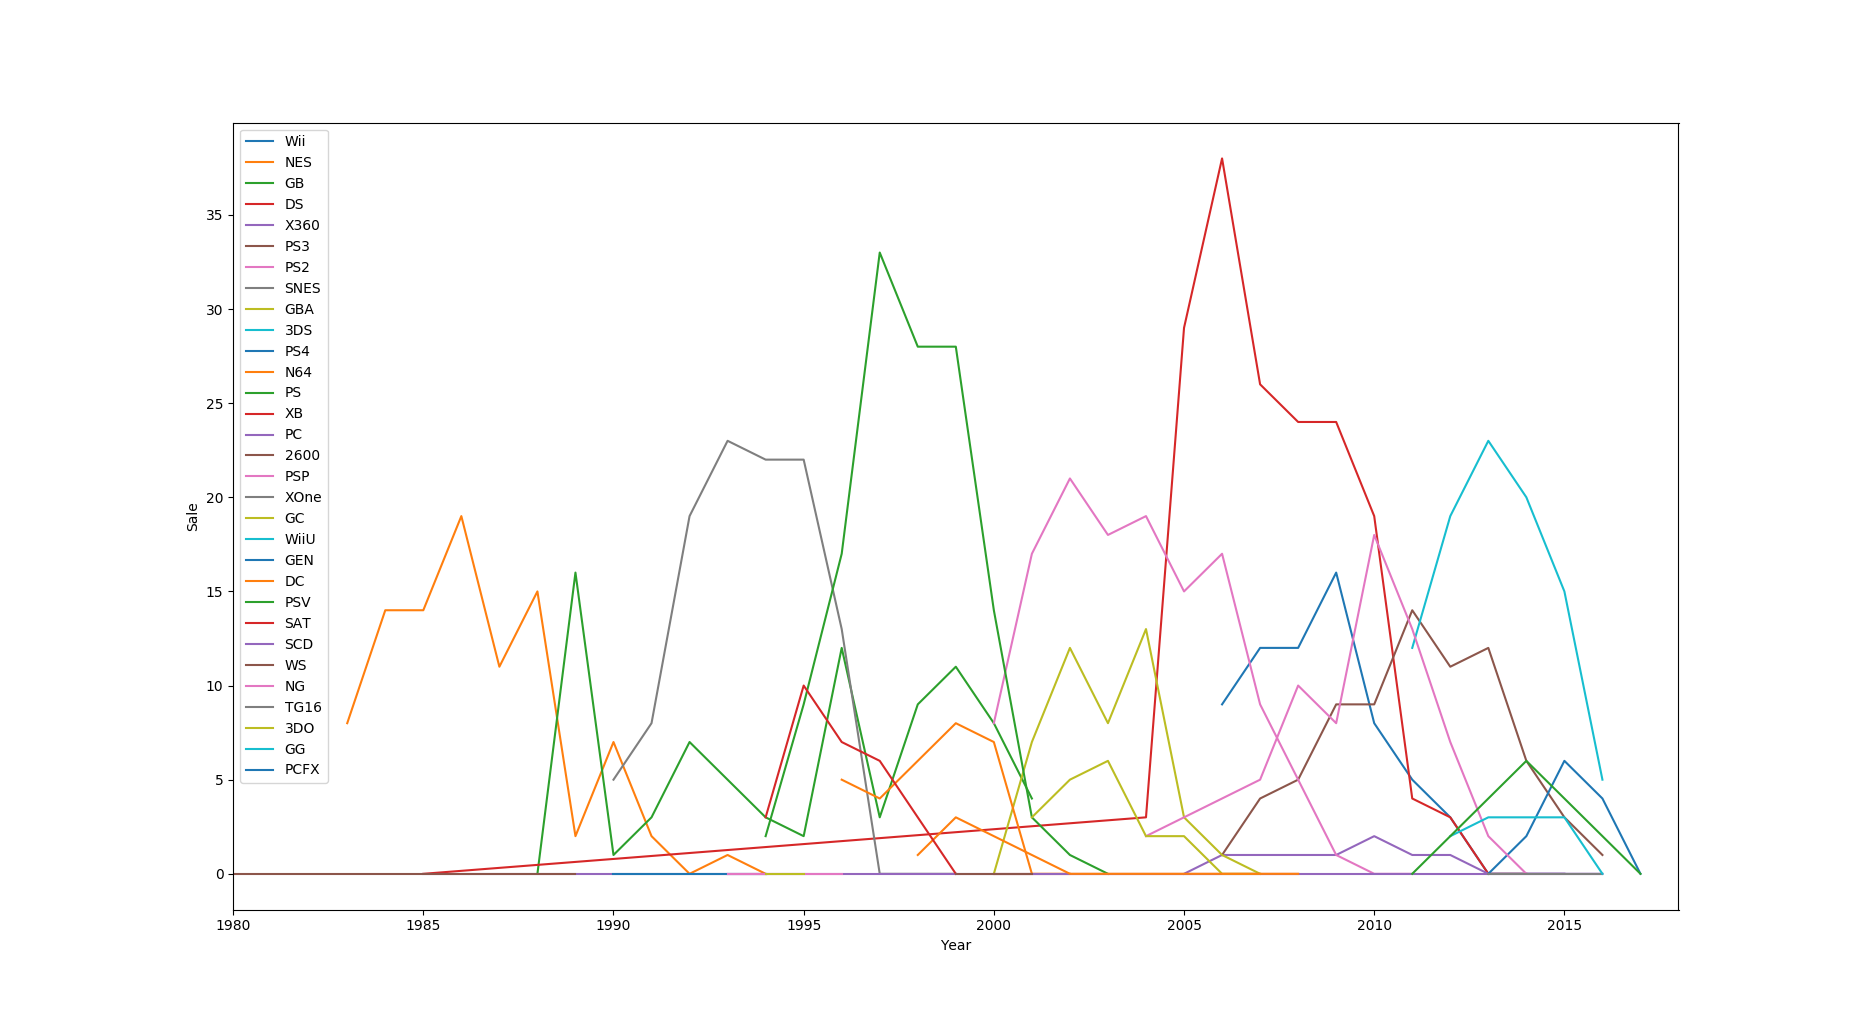 Wii
NES
GB
DS
X360
PS3
PS2
SNES
GBA
3DS
PS4
N64
PS
XB
PC
2600
PSP
XOne
GC
WiiU
GEN
DC
PSV
SAT
SCD
WS
NG
TG16
3DO
GG
PCFX
35
30
25
20
15
10
5
0
Sale
1980 1985 1990 1995 2000 2005 2010 2015
Year